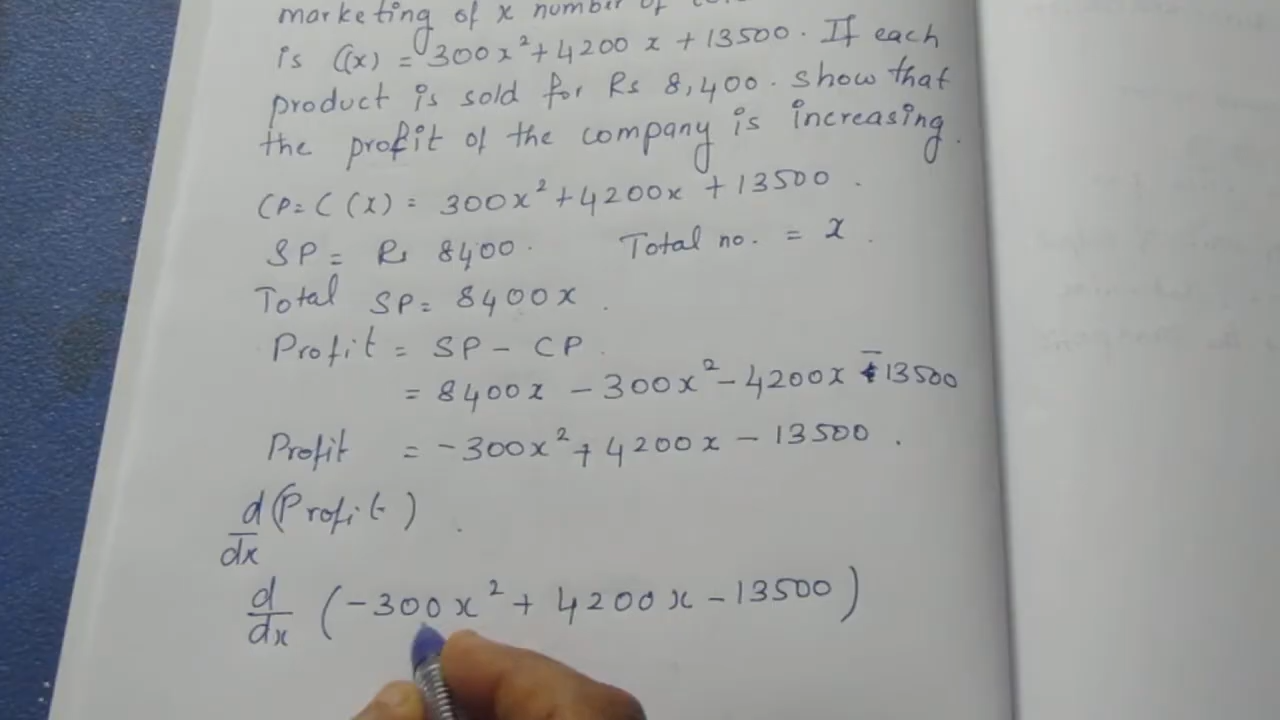 marketing of x number of
is C(x) = 300x² + 4200 x + 13500. If each
product is sold for Rs 8,400. show that
the profit of the company is increasing.
CP = C(x) = 300x² + 4200x + 13500.
SP = Rs 8400. Total no. = x.
Total SP = 8400x.
Profit = SP - CP.
= 8400x - 300x² - 4200x - 13500
Profit = -300x² + 4200x - 13500.
d/dx (Profit).
d/dx (-300x² + 4200x - 13500)